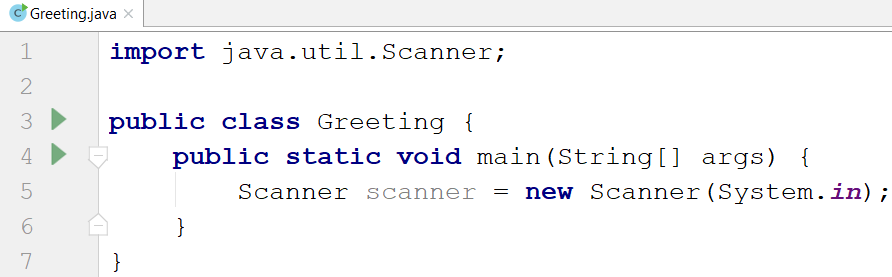 Greeting.java
1 import java.util.Scanner;
2
3 public class Greeting {
4     public static void main(String[] args) {
5         Scanner scanner = new Scanner(System.in);
6     }
7 }